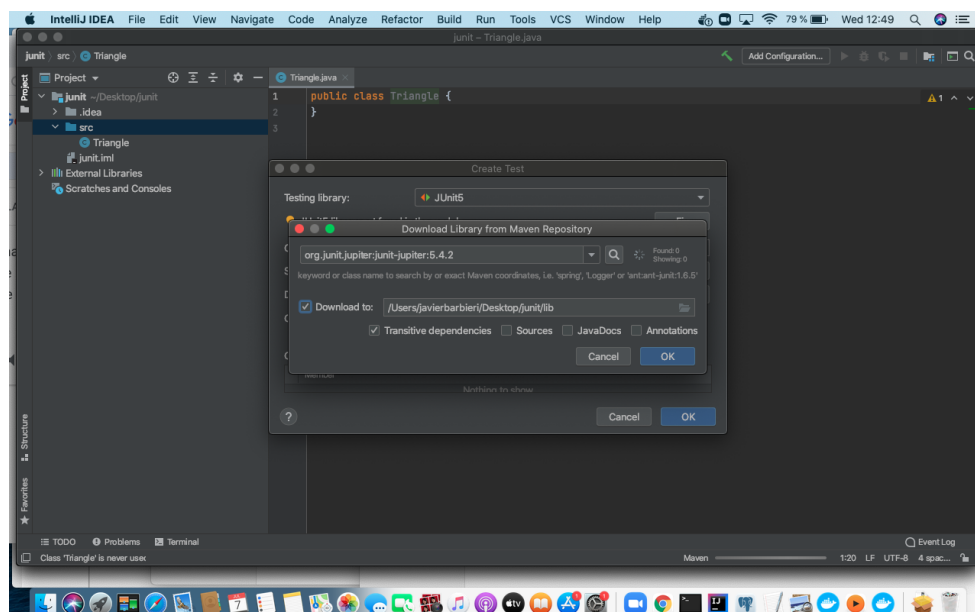 IntelliJ IDEA File Edit View Navigate Code Analyze Refactor Build Run Tools VCS Window Help 79 % Wed 12:49
junit – Triangle.java
junit src Triangle Add Configuration...
Project Project Triangle.java
junit ~/Desktop/junit
.idea
src
Triangle
junit.iml
External Libraries
Scratches and Consoles
1 public class Triangle { 1
2 }
3
Create Test
Testing library: JUnit5
Download Library from Maven Repository
org.junit.jupiter:junit-jupiter:5.4.2 Found: 0
Showing: 0
keyword or class name to search by or exact Maven coordinates, i.e. 'spring', 'Logger' or 'ant:ant-junit:1.6.5'
Download to: /Users/javierbarbieri/Desktop/junit/lib
Transitive dependencies Sources JavaDocs Annotations
Cancel OK
Member
Nothing to show
? Cancel OK
Structure
Favorites
TODO Problems Terminal Event Log
Class 'Triangle' is never used Maven 1:20 LF UTF-8 4 spac...